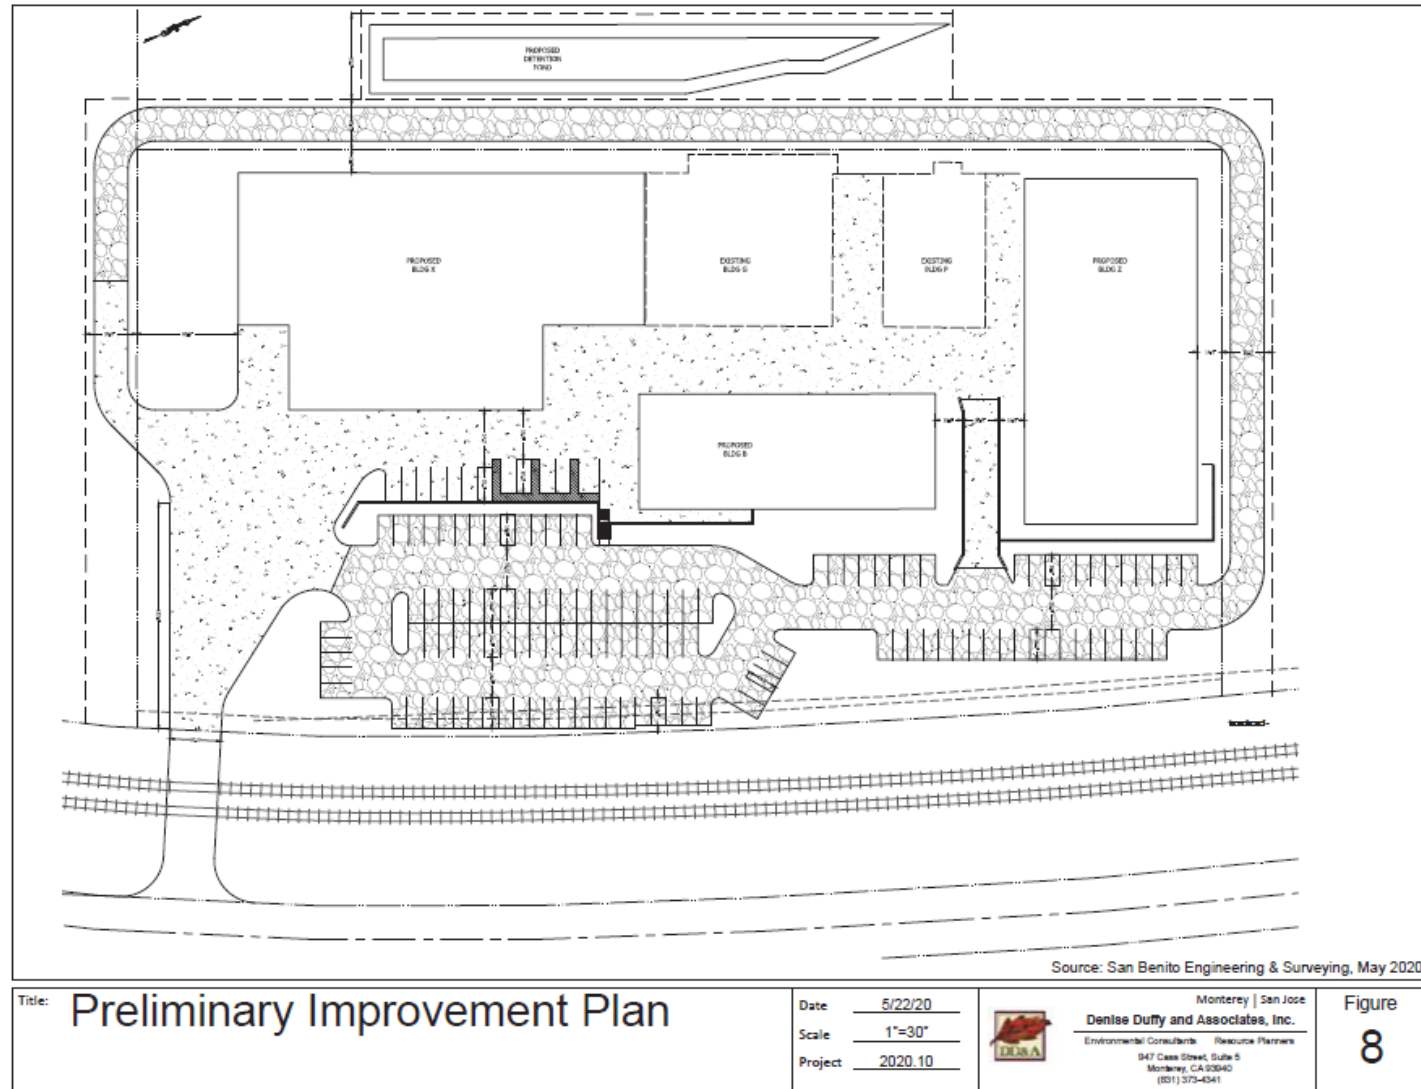 PROPOSED
DETENTION
POND
PROPOSED
BLDG X
EXISTING
BLDG G
EXISTING
BLDG F
PROPOSED
BLDG Z
PROPOSED
BLDG B
Source: San Benito Engineering & Surveying, May 2020
Title: Preliminary Improvement Plan
Date 5/22/20
Scale 1"=30"
Project 2020.10
DD&A
Monterey | San Jose
Denise Duffy and Associates, Inc.
Environmental Consultants Resource Planners
947 Cass Street, Suite 5
Monterey, CA 93940
(831) 373-4341
Figure
8